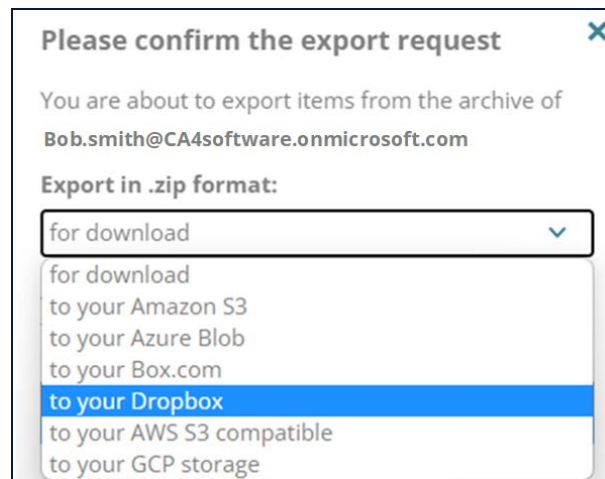 Please confirm the export request
You are about to export items from the archive of
Bob.smith@CA4software.onmicrosoft.com
Export in .zip format:
for download
for download
to your Amazon S3
to your Azure Blob
to your Box.com
to your Dropbox
to your AWS S3 compatible
to your GCP storage